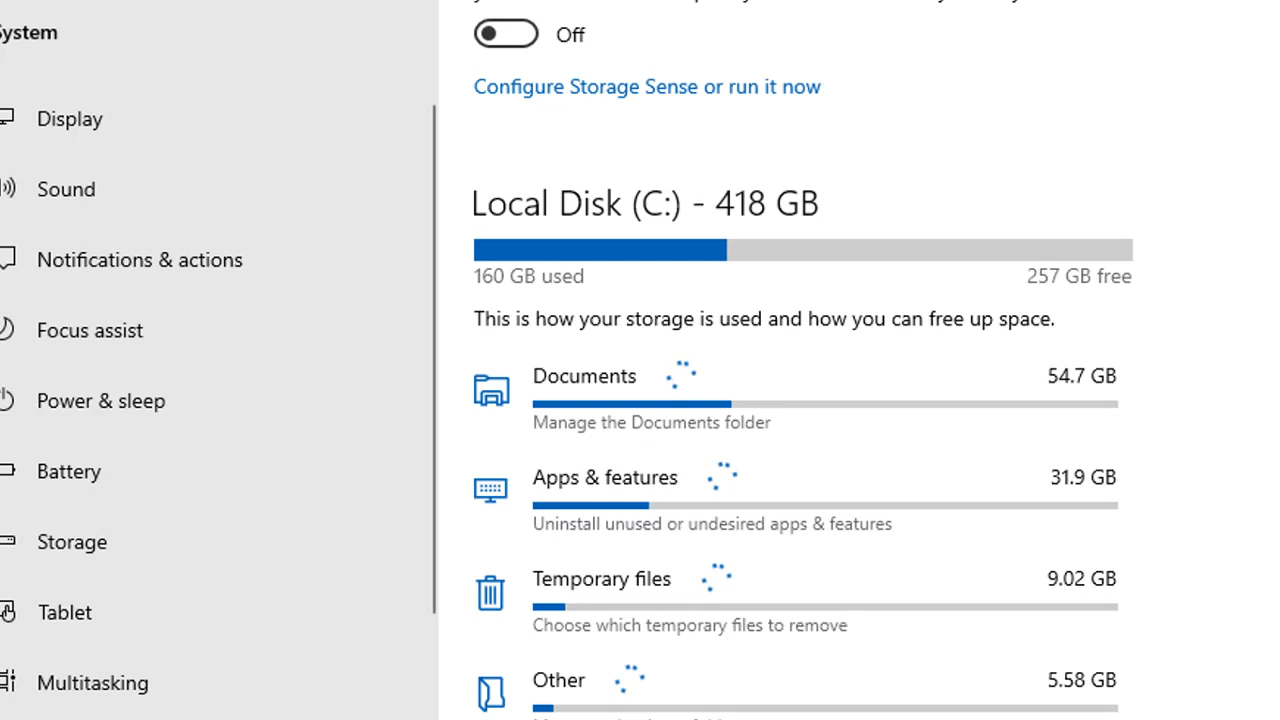 System
Display
Sound
Notifications & actions
Focus assist
Power & sleep
Battery
Storage
Tablet
Multitasking
Off
Configure Storage Sense or run it now
Local Disk (C:) - 418 GB
160 GB used 257 GB free
This is how your storage is used and how you can free up space.
Documents 54.7 GB
Manage the Documents folder
Apps & features 31.9 GB
Uninstall unused or undesired apps & features
Temporary files 9.02 GB
Choose which temporary files to remove
Other 5.58 GB